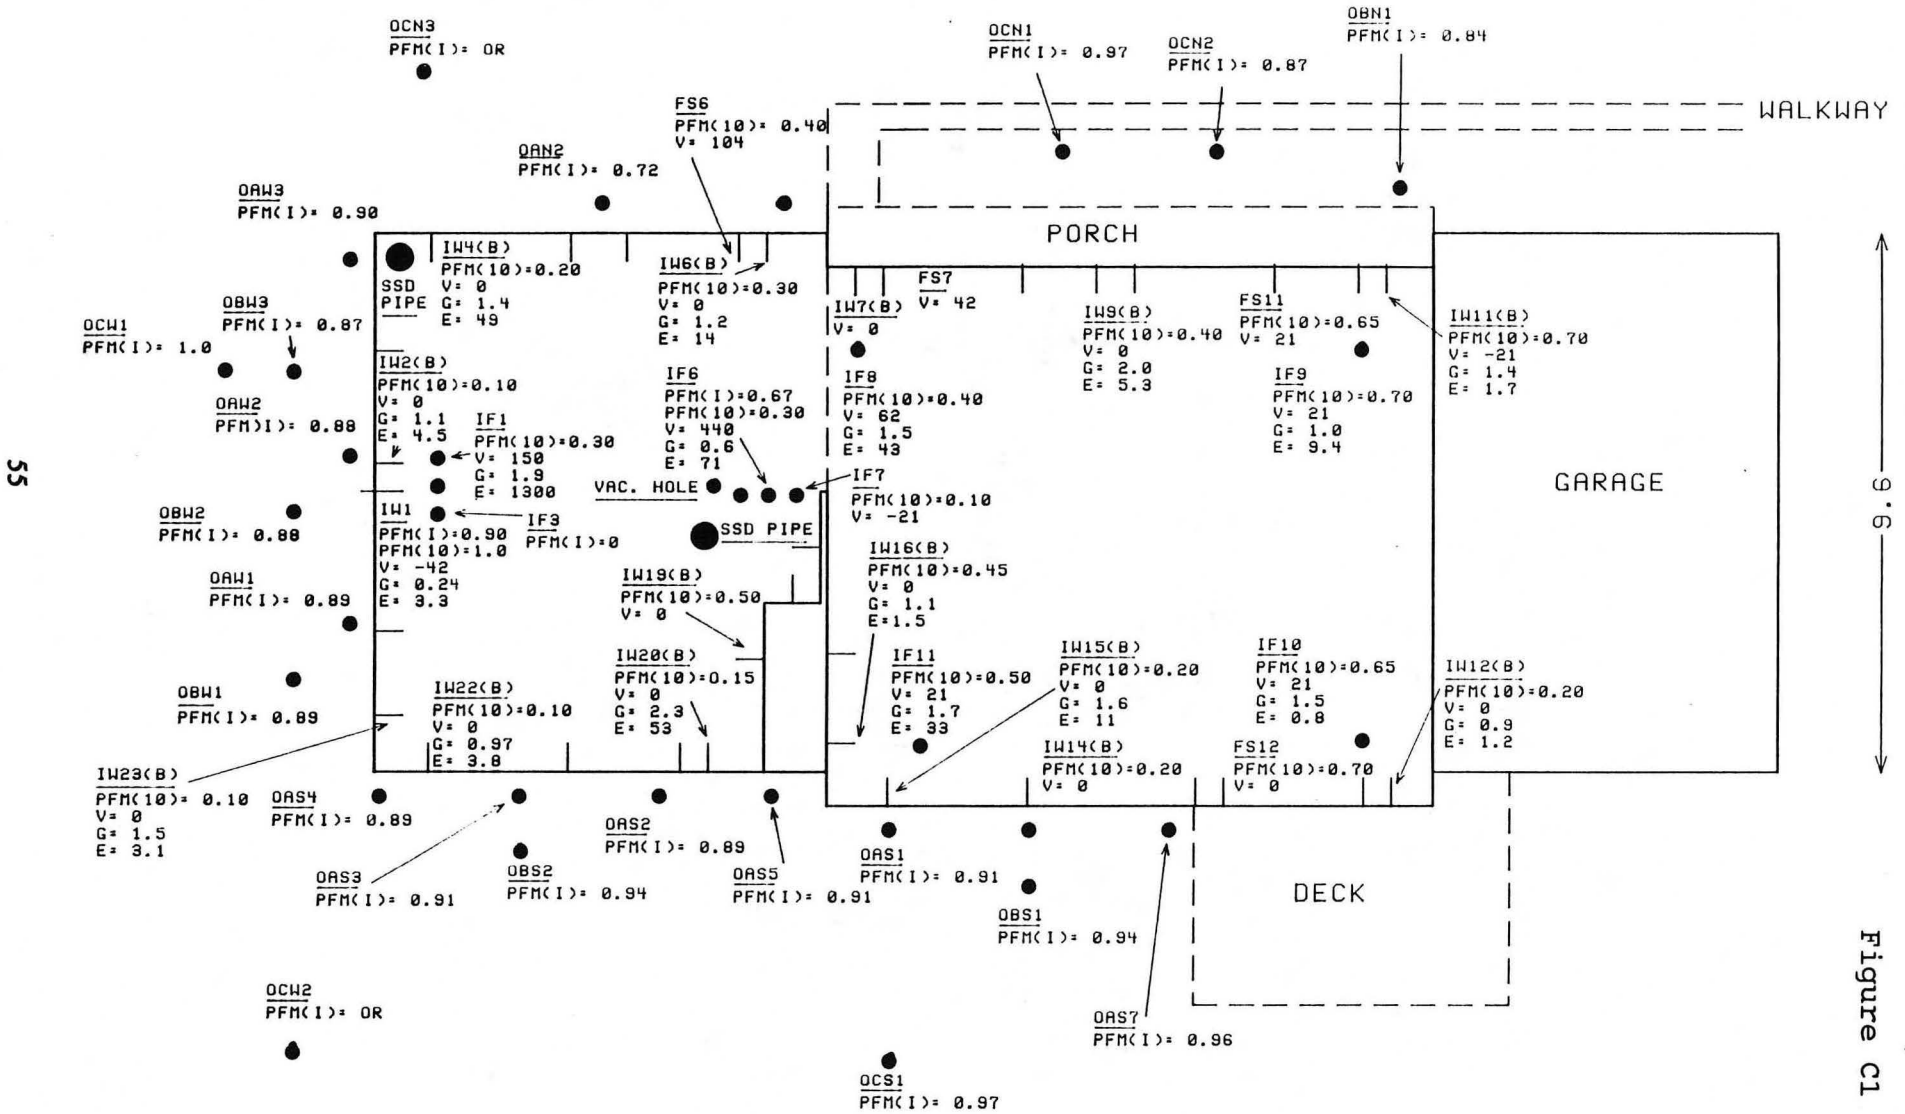 OCN3
PFM(I)= OR
OCN1
PFM(I)= 0.97
OCN2
PFM(I)= 0.87
OBN1
PFM(I)= 0.84
WALKWAY
FS6
PFM(10)= 0.40
V= 104
OAN2
PFM(I)= 0.72
OAW3
PFM(I)= 0.90
PORCH
SSD
PIPE
IW4(B)
PFM(10)=0.20
V= 0
G= 1.4
E= 49
IW6(B)
PFM(10)=0.30
V= 0
G= 1.2
E= 14
IW7(B)
V= 0
FS7
V= 42
IW9(B)
PFM(10)=0.40
V= 0
G= 2.0
E= 5.3
FS11
PFM(10)=0.65
V= 21
IW11(B)
PFM(10)=0.70
V= -21
G= 1.4
E= 1.7
OBW3
PFM(I)= 0.87
OCW1
PFM(I)= 1.0
OAW2
PFM)I)= 0.88
IW2(B)
PFM(10)=0.10
V= 0
G= 1.1
E= 4.5
IF1
PFM(10)=0.30
V= 150
G= 1.9
E= 1300
IF6
PFM(I)=0.67
PFM(10)=0.30
V= 440
G= 0.6
E= 71
IF8
PFM(10)=0.40
V= 62
G= 1.5
E= 43
IF9
PFM(10)=0.70
V= 21
G= 1.0
E= 9.4
GARAGE
9.9
55
VAC. HOLE
IF7
PFM(10)=0.10
V= -21
SSD PIPE
OBW2
PFM(I)= 0.88
IW1
PFM(I)=0.90
PFM(10)=1.0
V= -42
G= 0.24
E= 3.3
IF3
PFM(I)=0
OAW1
PFM(I)= 0.89
IW19(B)
PFM(10)=0.50
V= 0
IW16(B)
PFM(10)=0.45
V= 0
G= 1.1
E=1.5
OBW1
PFM(I)= 0.89
IW22(B)
PFM(10)=0.10
V= 0
G= 0.97
E= 3.8
IW20(B)
PFM(10)=0.15
V= 0
G= 2.3
E= 53
IF11
PFM(10)=0.50
V= 21
G= 1.7
E= 33
IW15(B)
PFM(10)=0.20
V= 0
G= 1.6
E= 11
IF10
PFM(10)=0.65
V= 21
G= 1.5
E= 0.8
IW12(B)
PFM(10)=0.20
V= 0
G= 0.9
E= 1.2
IW14(B)
PFM(10)=0.20
V= 0
FS12
PFM(10)=0.70
V= 0
IW23(B)
PFM(10)= 0.10
V= 0
G= 1.5
E= 3.1
OAS4
PFM(I)= 0.89
OAS3
PFM(I)= 0.91
OBS2
PFM(I)= 0.94
OAS2
PFM(I)= 0.89
OAS5
PFM(I)= 0.91
OAS1
PFM(I)= 0.91
OBS1
PFM(I)= 0.94
DECK
OCW2
PFM(I)= OR
OAS7
PFM(I)= 0.96
OCS1
PFM(I)= 0.97
Figure C1